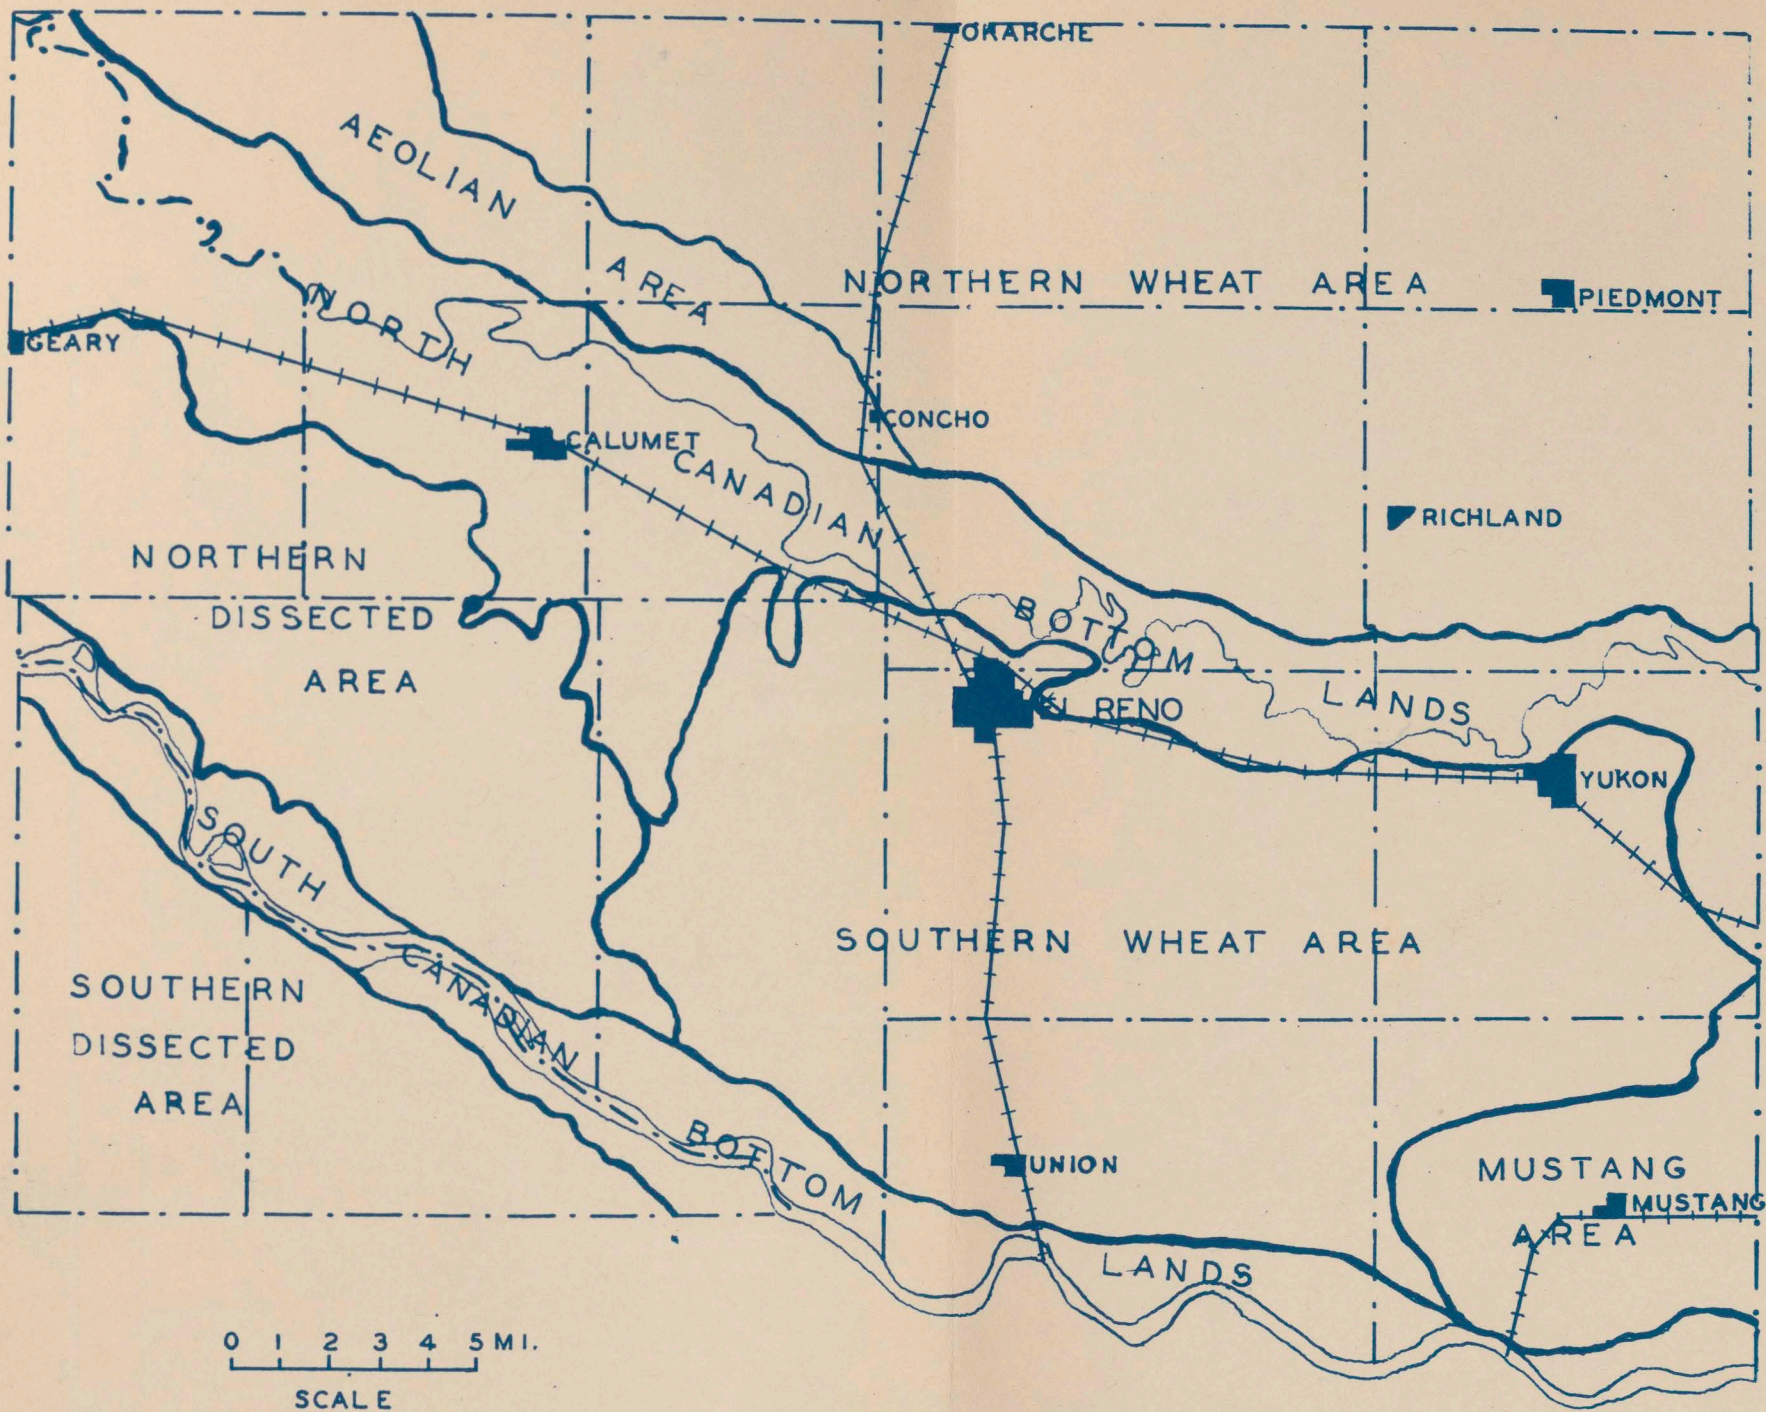 OKARCHE
AEOLIAN
AREA
NORTHERN WHEAT AREA
PIEDMONT
NORTH
GEARY
CONCHO
CALUMET
CANADIAN
RICHLAND
NORTHERN
DISSECTED
AREA
BOTTOM
LANDS
EL RENO
YUKON
SOUTH
SOUTHERN WHEAT AREA
CANADIAN
SOUTHERN
DISSECTED
AREA
BOTTOM
UNION
MUSTANG
MUSTANG
AREA
LANDS
0 1 2 3 4 5 MI.
SCALE